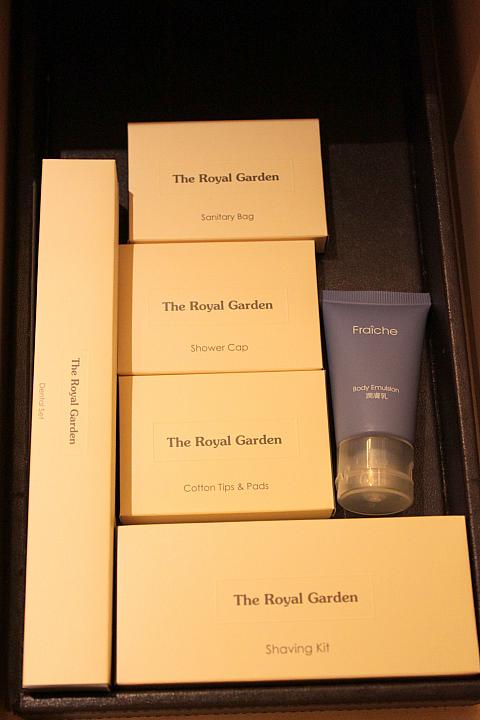 The Royal Garden
Sanitary Bag
The Royal Garden
Shower Cap
The Royal Garden
Cotton Tips & Pads
The Royal Garden
Shaving Kit
The Royal Garden
Dental Set
Fraîche
Body Emulsion
潤膚乳